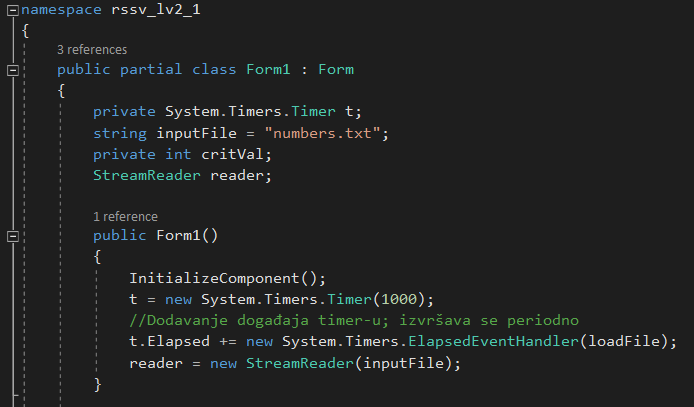 namespace rssv_lv2_1
{
3 references
public partial class Form1 : Form
{
private System.Timers.Timer t;
string inputFile = "numbers.txt";
private int critVal;
StreamReader reader;
1 reference
public Form1()
{
InitializeComponent();
t = new System.Timers.Timer(1000);
//Dodavanje događaja timer-u; izvršava se periodno
t.Elapsed += new System.Timers.ElapsedEventHandler(loadFile);
reader = new StreamReader(inputFile);
}